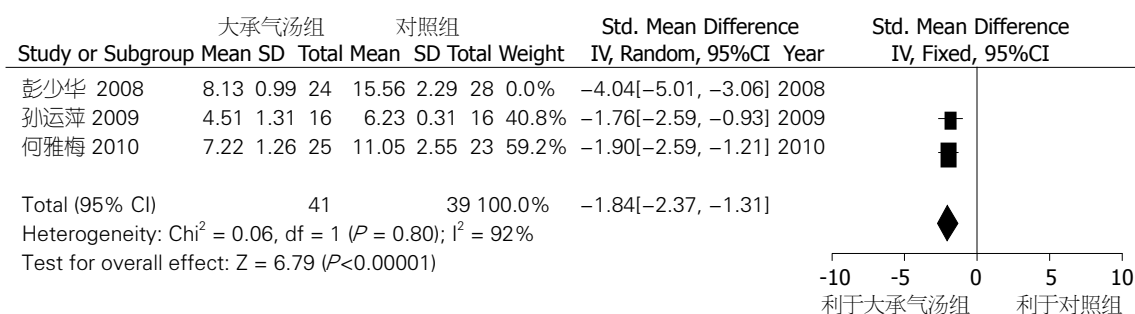 大承气汤组 对照组 Std. Mean Difference Std. Mean Difference
Study or Subgroup Mean SD Total Mean SD Total Weight IV, Random, 95%CI Year IV, Fixed, 95%CI
彭少华 2008 8.13 0.99 24 15.56 2.29 28 0.0% −4.04[−5.01, −3.06] 2008
孙运萍 2009 4.51 1.31 16 6.23 0.31 16 40.8% −1.76[−2.59, −0.93] 2009
何雅梅 2010 7.22 1.26 25 11.05 2.55 23 59.2% −1.90[−2.59, −1.21] 2010
Total (95% CI) 41 39 100.0% −1.84[−2.37, −1.31]
Heterogeneity: Chi² = 0.06, df = 1 (P = 0.80); I² = 92%
Test for overall effect: Z = 6.79 (P<0.00001)
-10 -5 0 5 10
利于大承气汤组 利于对照组